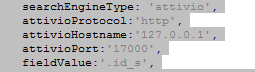 searchEngineType: 'attivio',
attivioProtocol:'http',
attivioHostname:'127.0.0.1',
attivioPort:'17000',
fieldValue:'.id_s',